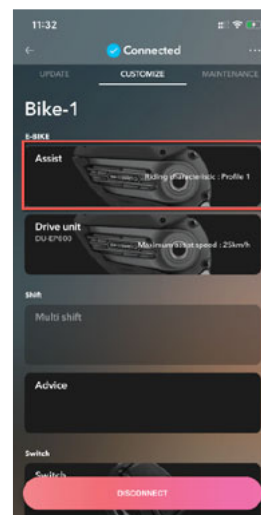 11:32
Connected
UPDATE CUSTOMIZE MAINTENANCE
Bike-1
E-BIKE
Assist
Riding characteristic : Profile 1
Drive unit
DU-EP800
Maximum assist speed : 25km/h
Shift
Multi shift
Advice
Switch
Switch
DISCONNECT